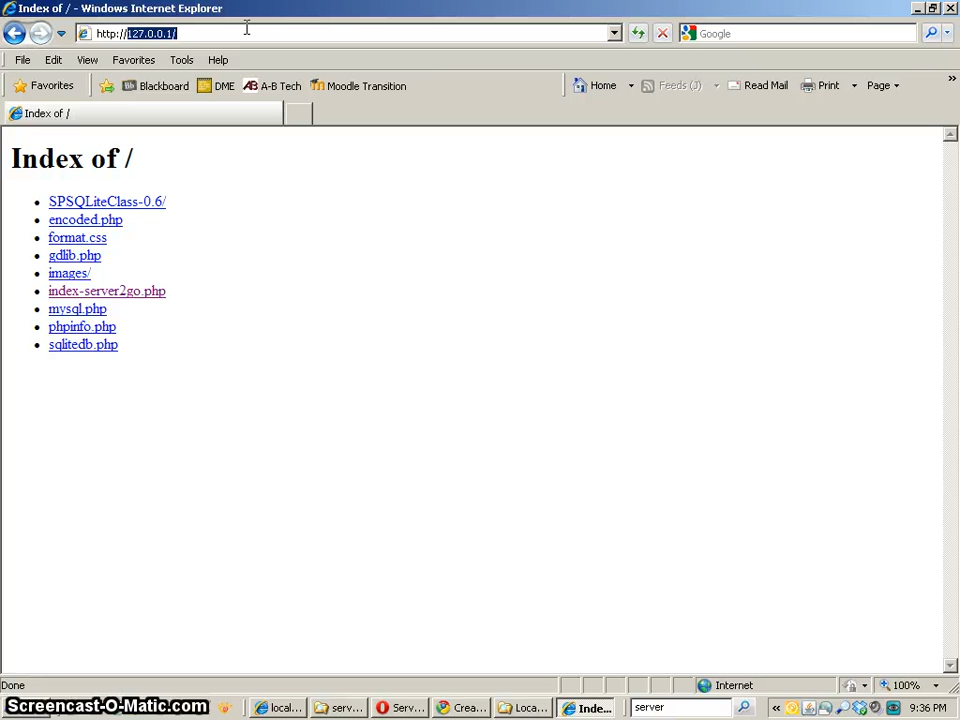 Index of / - Windows Internet Explorer
http://127.0.0.1/
Google
File Edit View Favorites Tools Help
Favorites Blackboard DME A-B Tech Moodle Transition Home Feeds (J) Read Mail Print Page »
Index of /
Index of /
SPSQLiteClass-0.6/
encoded.php
format.css
gdlib.php
images/
index-server2go.php
mysql.php
phpinfo.php
sqlitedb.php
Done Internet 100%
Screencast-O-Matic.com local... serv... Serv... Crea... Loca... Inde... server « 9:36 PM